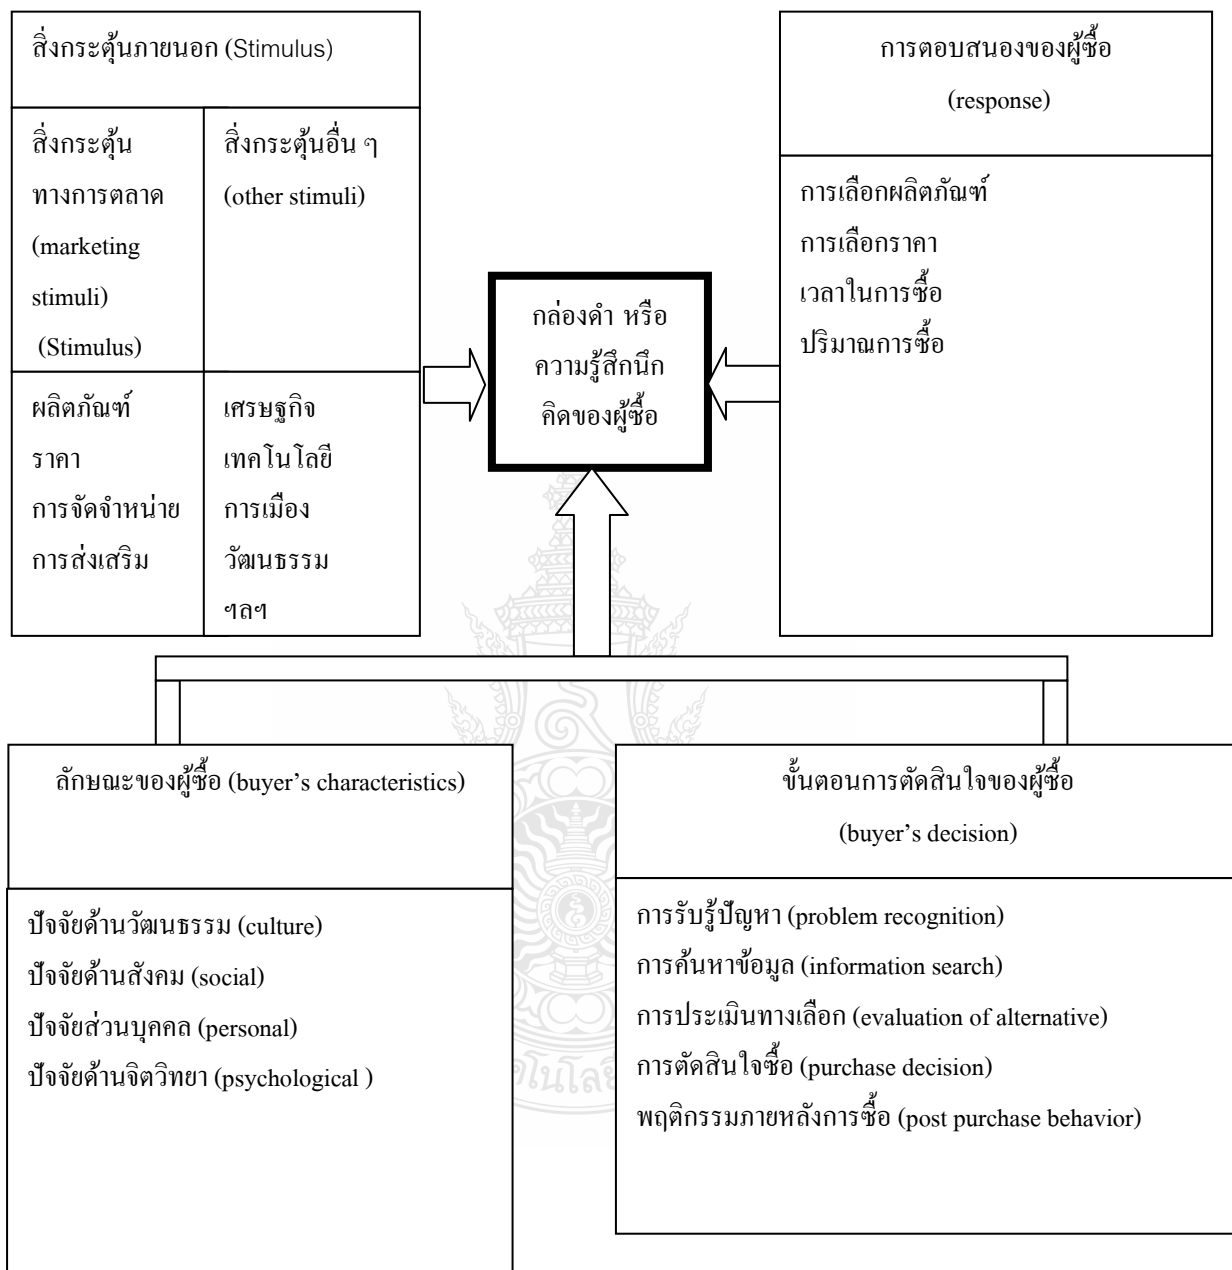 สิ่งกระตุ้นภายนอก (Stimulus)
สิ่งกระตุ้น
ทางการตลาด
(marketing
stimuli)
(Stimulus)
สิ่งกระตุ้นอื่น ๆ
(other stimuli)
ผลิตภัณฑ์
ราคา
การจัดจำหน่าย
การส่งเสริม
เศรษฐกิจ
เทคโนโลยี
การเมือง
วัฒนธรรม
ฯลฯ
กล่องดำ หรือ
ความรู้สึกนึก
คิดของผู้ซื้อ
การตอบสนองของผู้ซื้อ
(response)
การเลือกผลิตภัณฑ์
การเลือกราคา
เวลาในการซื้อ
ปริมาณการซื้อ
ลักษณะของผู้ซื้อ (buyer’s characteristics)
ปัจจัยด้านวัฒนธรรม (culture)
ปัจจัยด้านสังคม (social)
ปัจจัยส่วนบุคคล (personal)
ปัจจัยด้านจิตวิทยา (psychological )
ขั้นตอนการตัดสินใจของผู้ซื้อ
(buyer’s decision)
การรับรู้ปัญหา (problem recognition)
การค้นหาข้อมูล (information search)
การประเมินทางเลือก (evaluation of alternative)
การตัดสินใจซื้อ (purchase decision)
พฤติกรรมภายหลังการซื้อ (post purchase behavior)